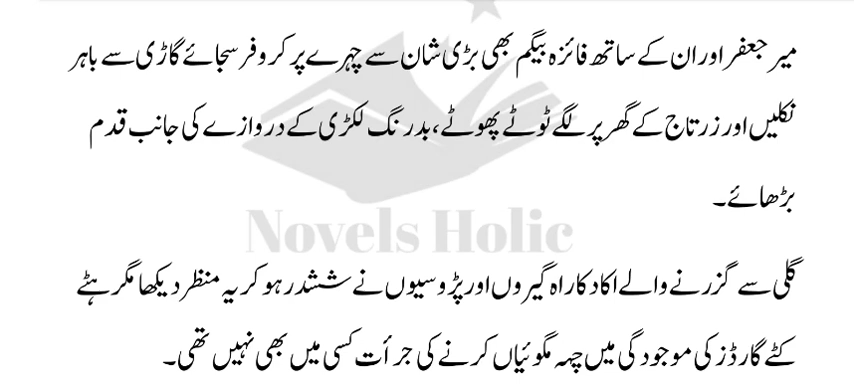 میر جعفر اور ان کے ساتھ فائزہ بیگم بھی بڑی شان سے چہرے پر کروفر سجائے گاڑی سے باہر
نکلیں اور زرتاج کے گھر پر لگے ٹوٹے پھوٹے، بدرنگ لکڑی کے دروازے کی جانب قدم
بڑھائے۔
Novels Holic
گلی سے گزرنے والے اکا دکا راہ گیروں اور پڑوسیوں نے ششدر ہو کر یہ منظر دیکھا مگر ہٹے
کٹے گارڈز کی موجودگی میں چہہ مگوئیاں کرنے کی جرأت کسی میں بھی نہیں تھی۔